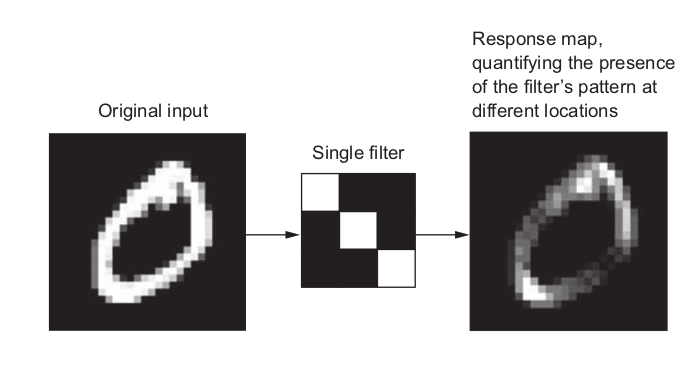 Original input
Single filter
Response map,
quantifying the presence
of the filter's pattern at
different locations